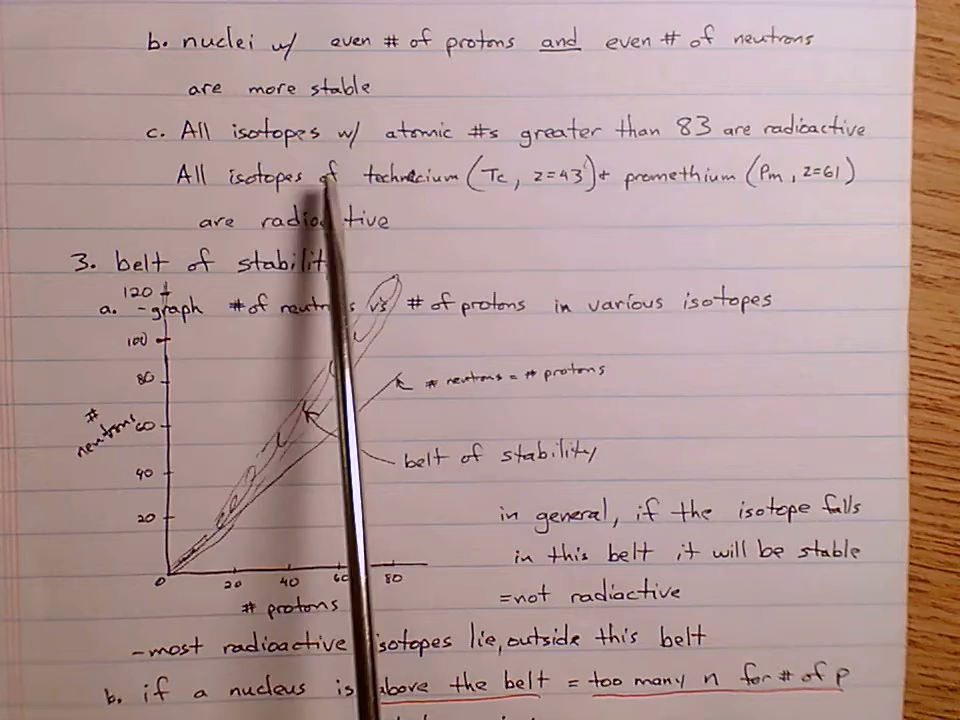 b. nuclei w/ even # of protons and even # of neutrons
are more stable
c. All isotopes w/ atomic #s greater than 83 are radioactive
All isotopes of technicium (Tc, z=43) + promethium (Pm, z=61)
are radioactive
3. belt of stability
a. -graph # of neutrons vs # of protons in various isotopes
120
100
80
60
40
20
0
# neutrons
# neutrons = # protons
belt of stability
in general, if the isotope falls
in this belt it will be stable
=not radiactive
20 40 60 80
# protons
-most radioactive isotopes lie, outside this belt
b. if a nucleus is above the belt = too many n for # of p